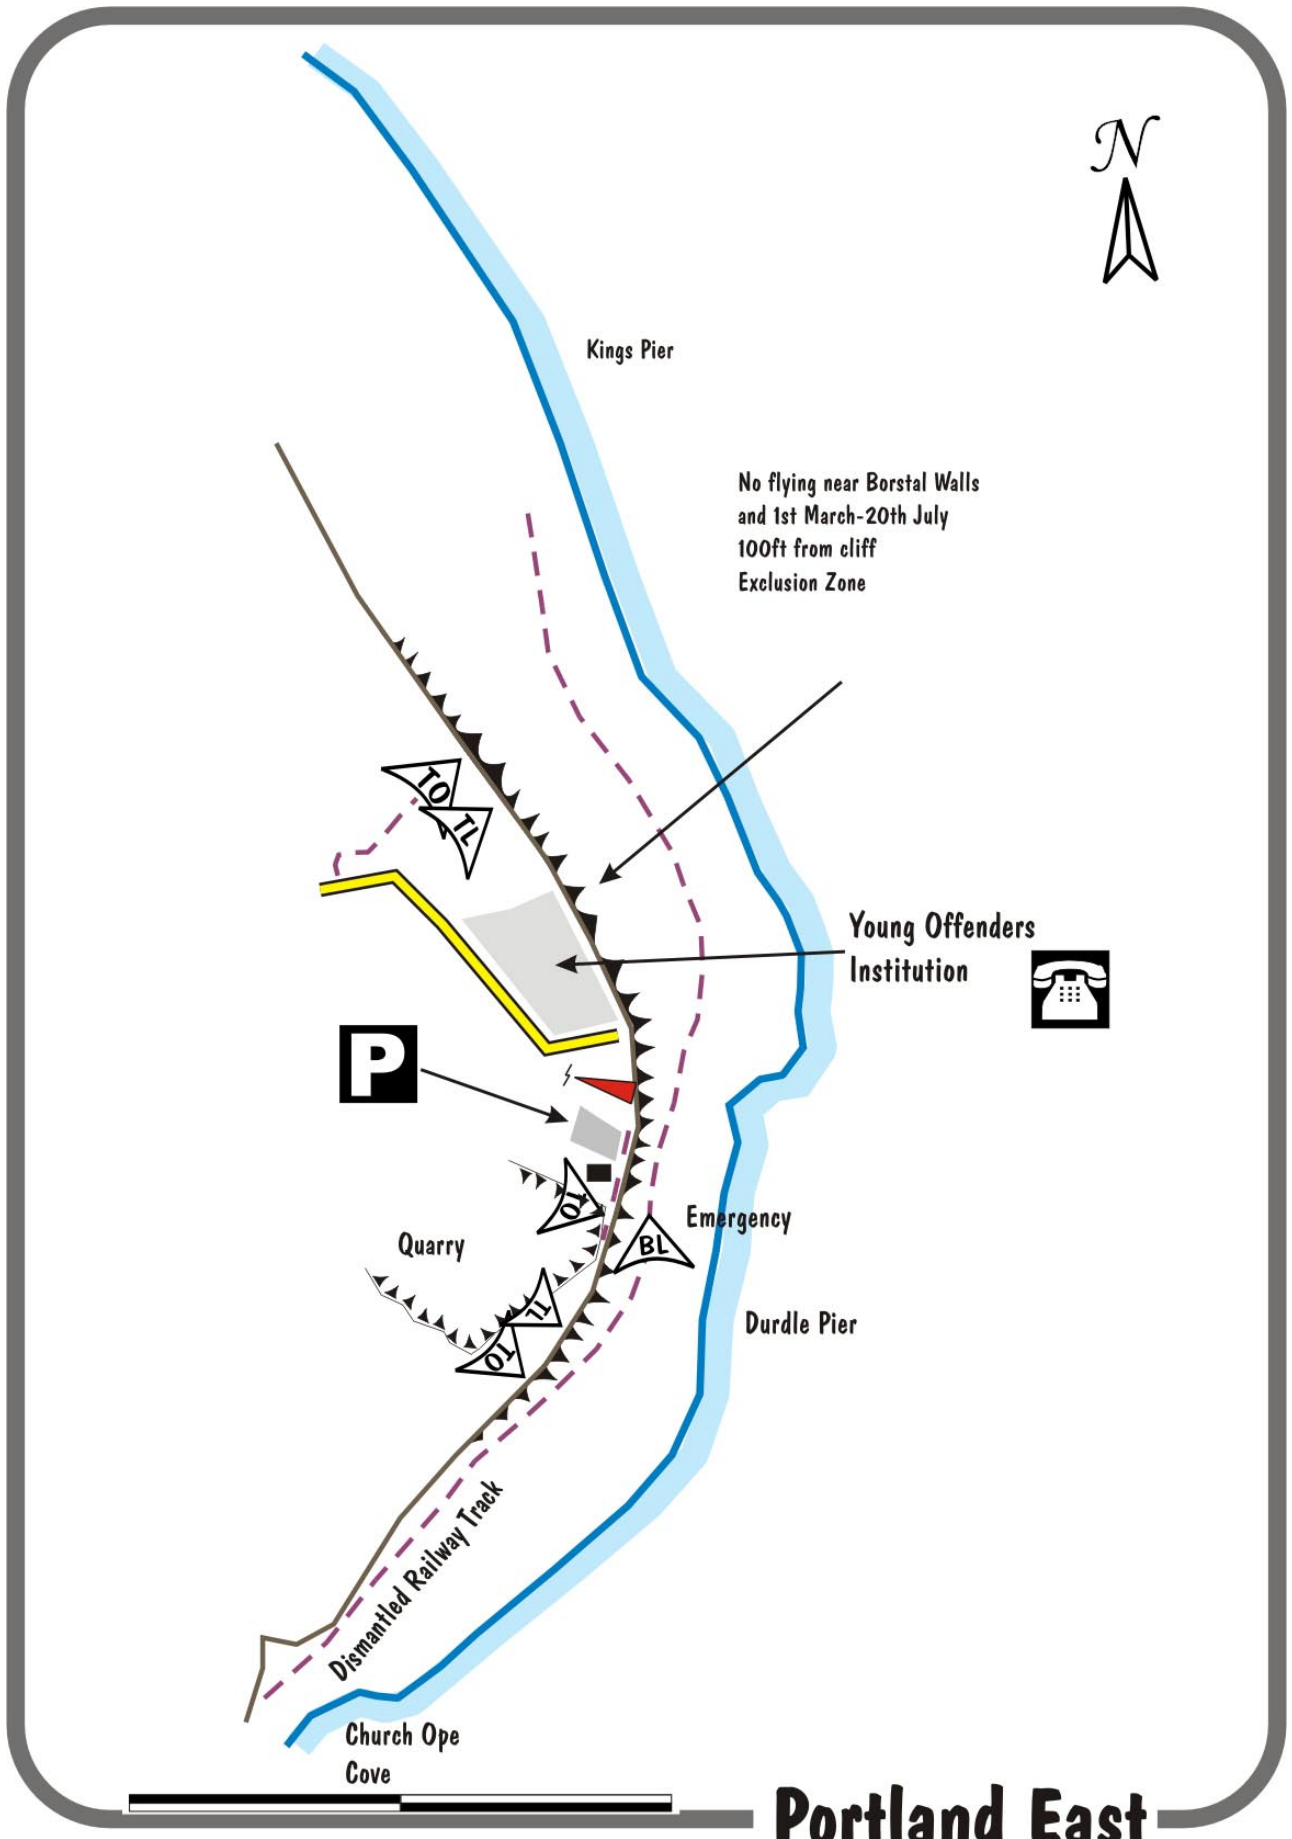 N
Kings Pier
No flying near Borstal Walls
and 1st March-20th July
100ft from cliff
Exclusion Zone
TO
TL
Young Offenders
Institution
P
TO
Emergency
BL
Quarry
TL
TO
Durdle Pier
Dismantled Railway Track
Church Ope
Cove
Portland East